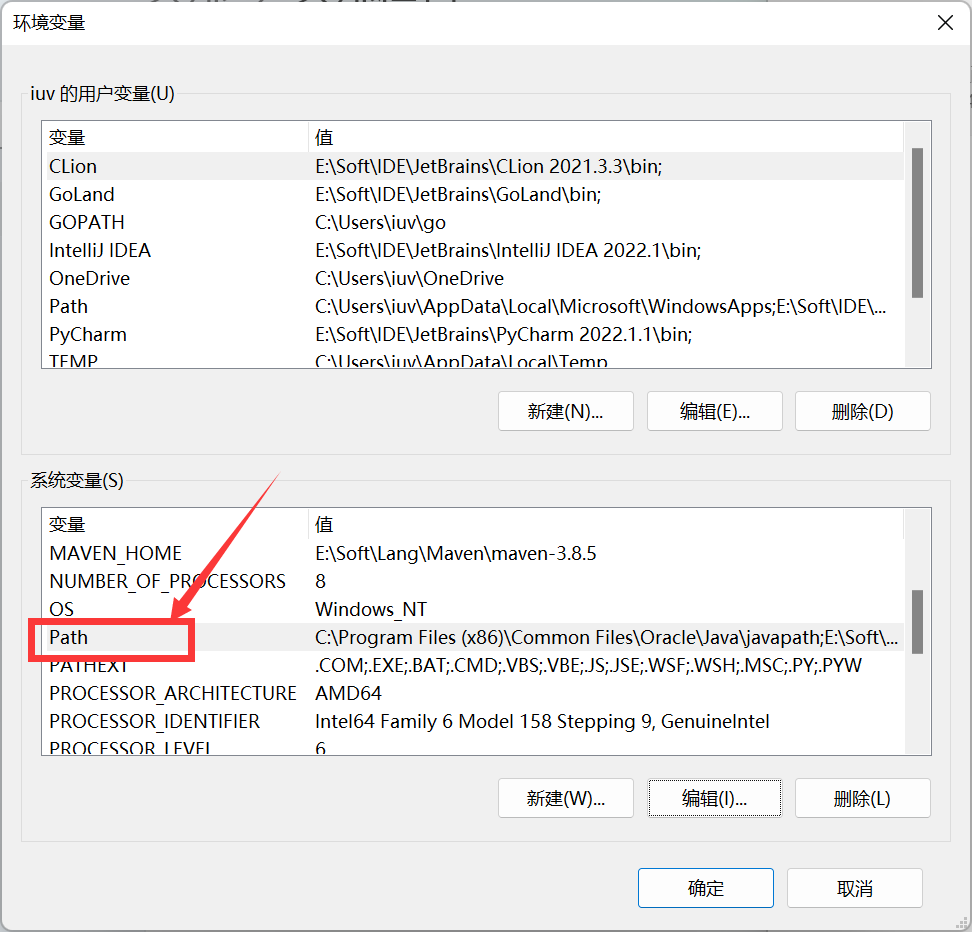 环境变量
iuv 的用户变量(U)
变量 值
CLion E:\Soft\IDE\JetBrains\CLion 2021.3.3\bin;
GoLand E:\Soft\IDE\JetBrains\GoLand\bin;
GOPATH C:\Users\iuv\go
IntelliJ IDEA E:\Soft\IDE\JetBrains\IntelliJ IDEA 2022.1\bin;
OneDrive C:\Users\iuv\OneDrive
Path C:\Users\iuv\AppData\Local\Microsoft\WindowsApps;E:\Soft\IDE\...
PyCharm E:\Soft\IDE\JetBrains\PyCharm 2022.1.1\bin;
TEMP C:\Users\iuv\AppData\Local\Temp
新建(N)... 编辑(E)... 删除(D)
系统变量(S)
变量 值
MAVEN_HOME E:\Soft\Lang\Maven\maven-3.8.5
NUMBER_OF_PROCESSORS 8
OS Windows_NT
Path C:\Program Files (x86)\Common Files\Oracle\Java\javapath;E:\Soft\...
PATHEXT .COM;.EXE;.BAT;.CMD;.VBS;.VBE;.JS;.JSE;.WSF;.WSH;.MSC;.PY;.PYW
PROCESSOR_ARCHITECTURE AMD64
PROCESSOR_IDENTIFIER Intel64 Family 6 Model 158 Stepping 9, GenuineIntel
PROCESSOR_LEVEL 6
新建(W)... 编辑(I)... 删除(L)
确定 取消